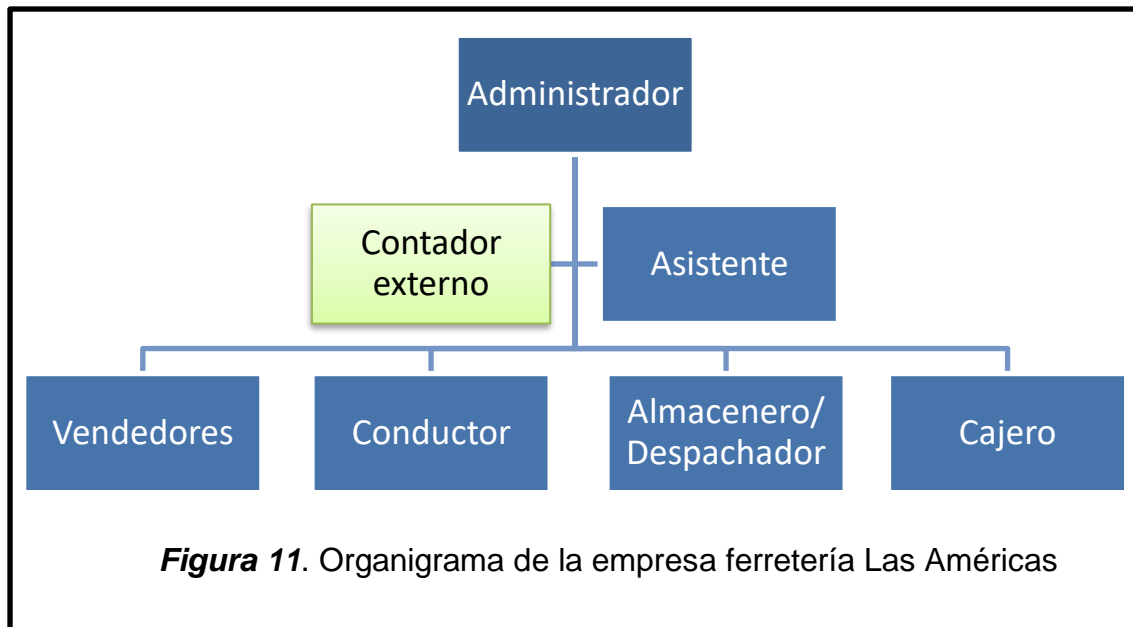 Administrador
Contador
externo
Asistente
Vendedores
Conductor
Almacenero/
Despachador
Cajero
Figura 11. Organigrama de la empresa ferretería Las Américas